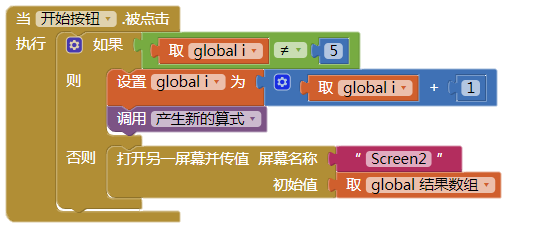 当 开始按钮 .被点击
执行 如果 取 global i ≠ 5
则 设置 global i 为 取 global i + 1
调用 产生新的算式
否则 打开另一屏幕并传值 屏幕名称 “ Screen2 ”
初始值 取 global 结果数组